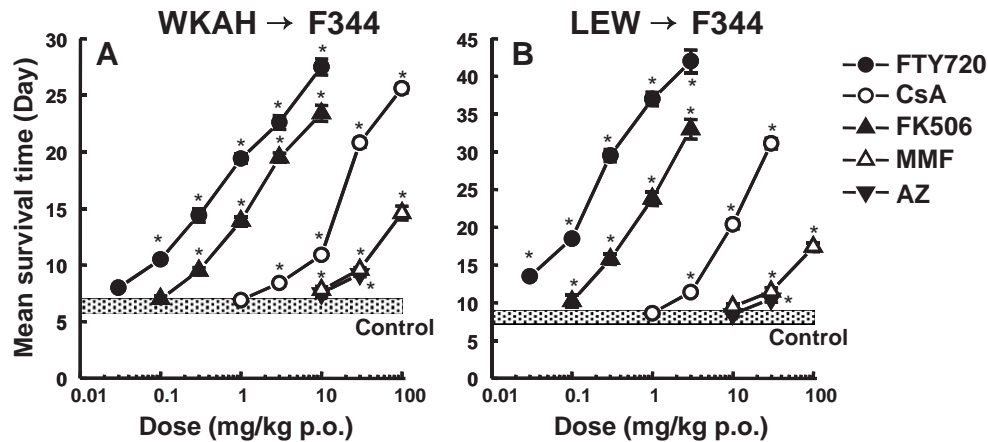 WKAH → F344
LEW → F344
A
B
Mean survival time (Day)
30
25
20
15
10
5
0
45
40
35
30
25
20
15
10
5
0
* * * * *
* * * *
* * * *
* * *
*
* * * *
* * * *
* * * *
* * *
*
Control
Control
0.01 0.1 1 10 100
0.01 0.1 1 10 100
Dose (mg/kg p.o.)
Dose (mg/kg p.o.)
FTY720
CsA
FK506
MMF
AZ